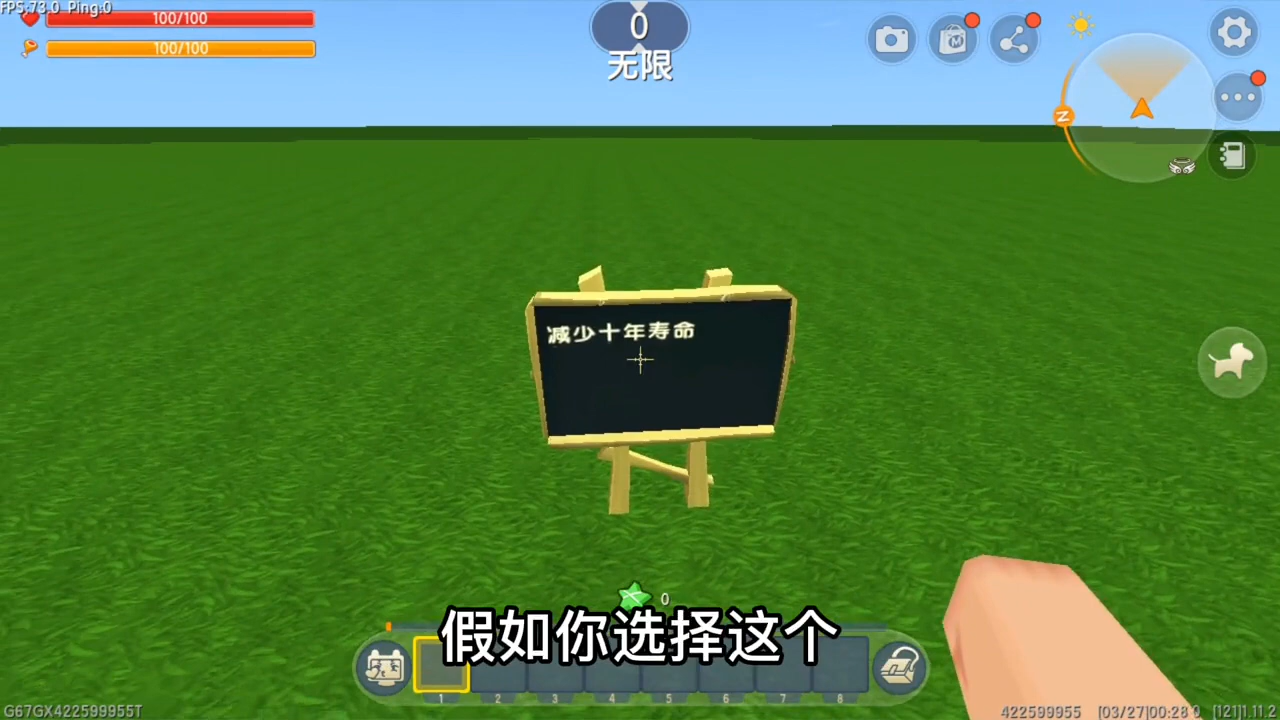 FPS:73.0 Ping:0
100/100
100/100
0
无限
Z
减少十年寿命
0
假如你选择这个
1 2 3 4 5 6 7 8
G67GX422599955T
422599955 [03/27]00:28 0 [121]1.11.2